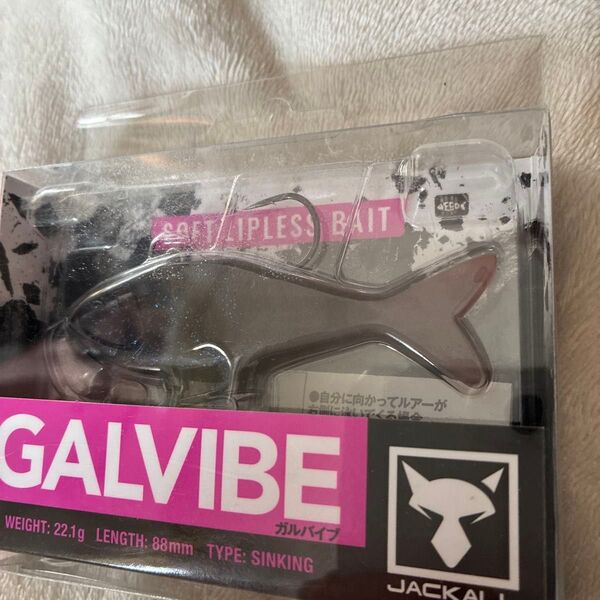 SOFT LIPLESS BAIT
●自分に向かってルアーが
GALVIBE
ガルバイブ
WEIGHT: 22.1g LENGTH: 88mm TYPE: SINKING
JACKALL